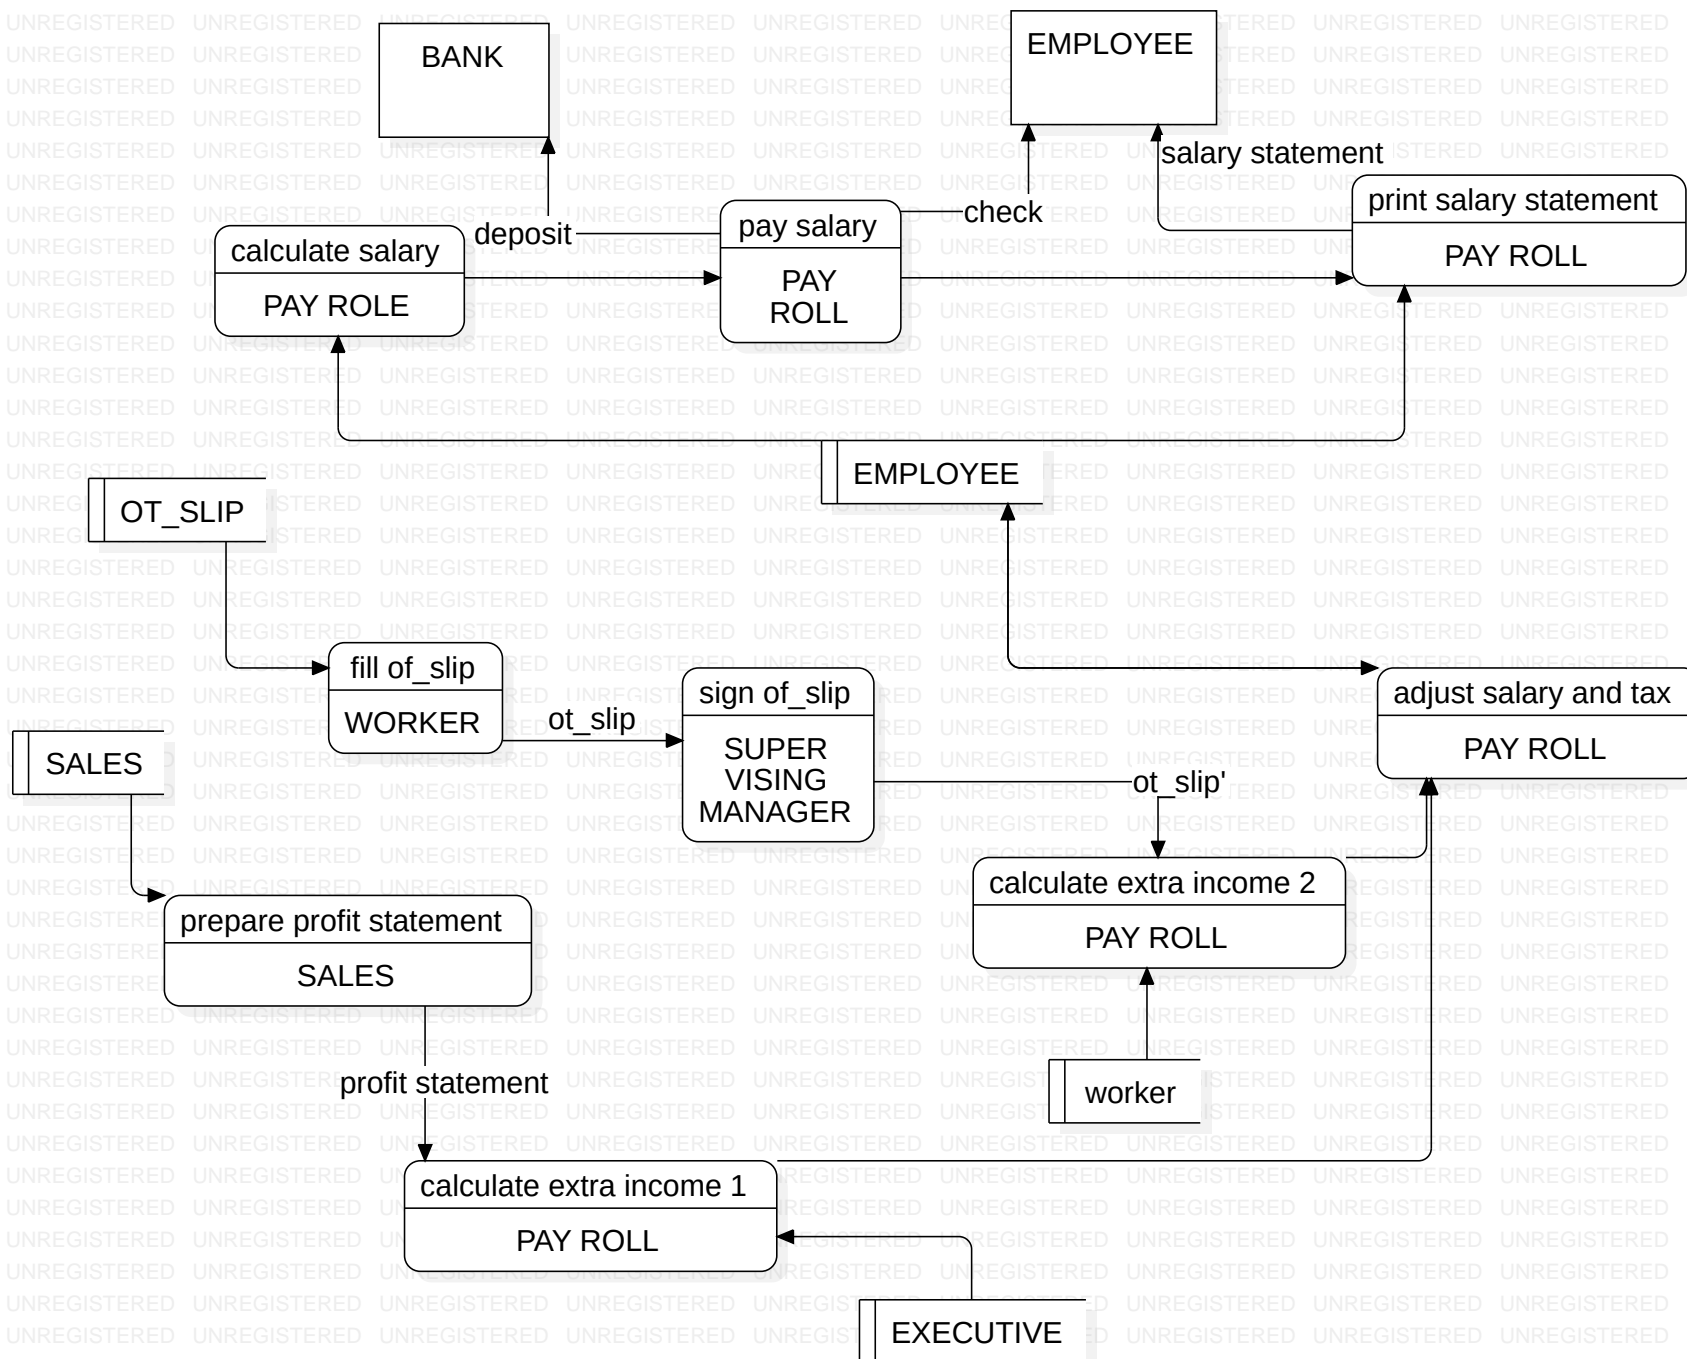 BANK
EMPLOYEE
salary statement
print salary statement
PAY ROLL
check
pay salary
PAY
ROLL
deposit
calculate salary
PAY ROLE
EMPLOYEE
OT_SLIP
fill of_slip
WORKER
ot_slip
sign of_slip
SUPER
VISING
MANAGER
adjust salary and tax
PAY ROLL
SALES
ot_slip'
calculate extra income 2
PAY ROLL
prepare profit statement
SALES
profit statement
worker
calculate extra income 1
PAY ROLL
EXECUTIVE
UNREGISTERED